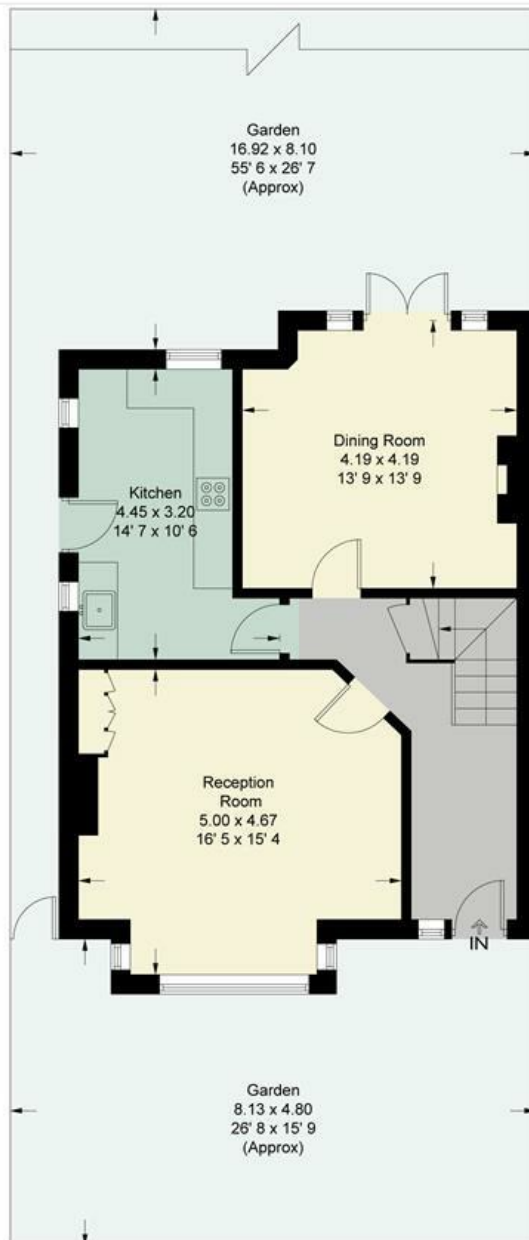 Garden
16.92 x 8.10
55' 6 x 26' 7
(Approx)
Dining Room
4.19 x 4.19
13' 9 x 13' 9
Kitchen
4.45 x 3.20
14' 7 x 10' 6
Reception
Room
5.00 x 4.67
16' 5 x 15' 4
IN
Garden
8.13 x 4.80
26' 8 x 15' 9
(Approx)